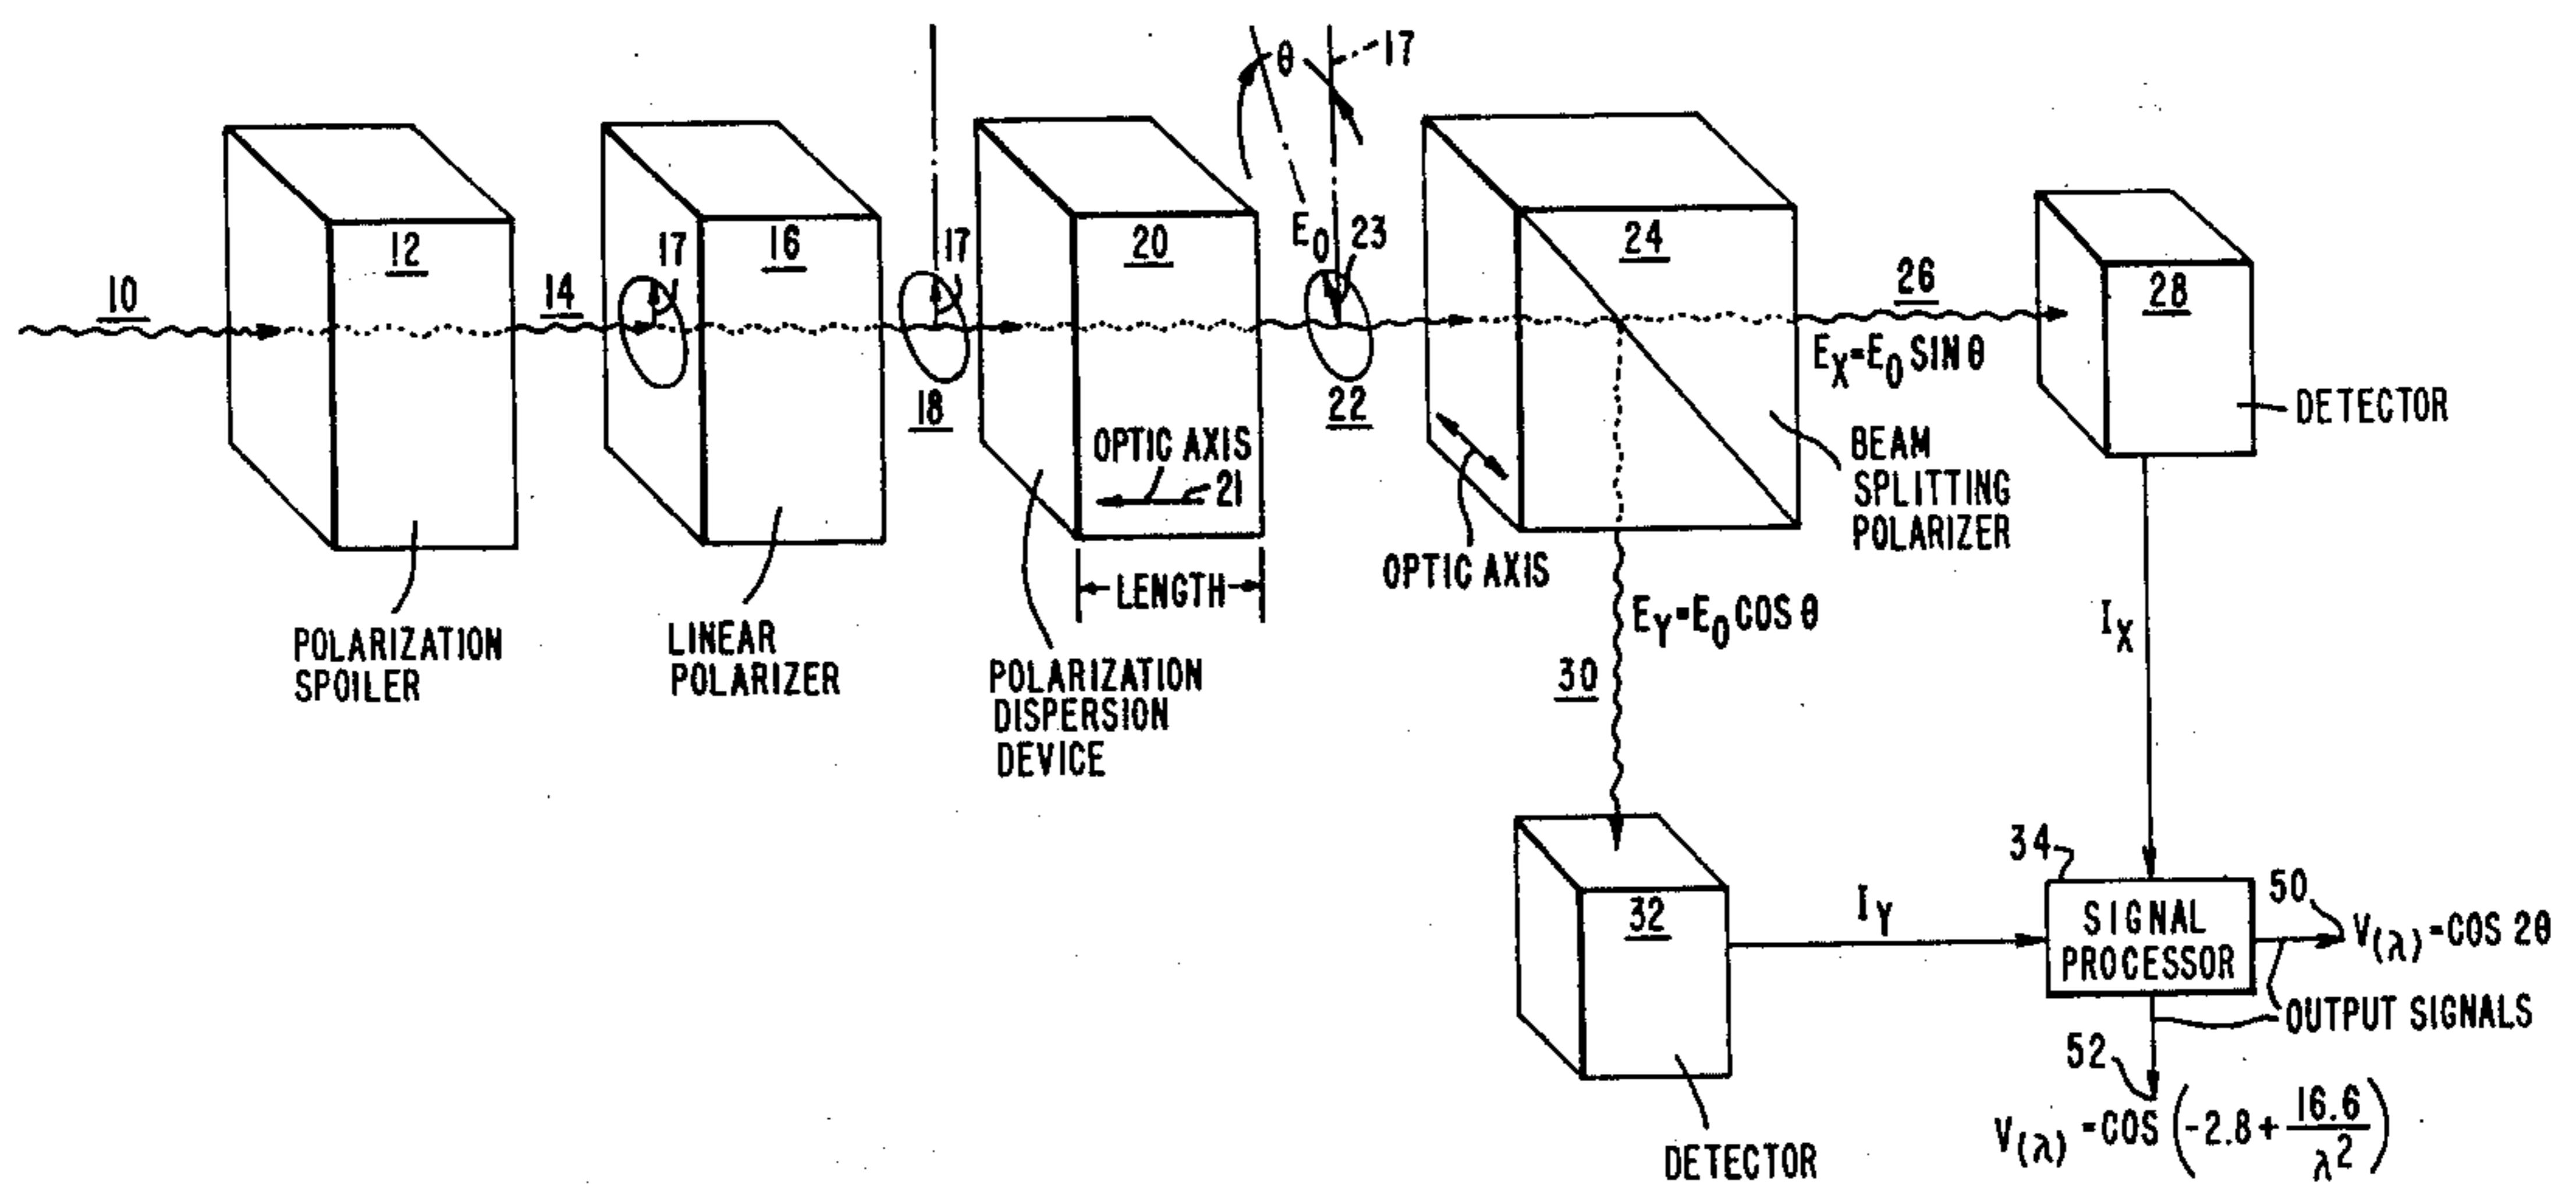 10
12
POLARIZATION
SPOILER
14
17
16
LINEAR
POLARIZER
17
18
20
OPTIC AXIS
21
LENGTH
POLARIZATION
DISPERSION
DEVICE
θ
17
E0
23
22
24
OPTIC AXIS
BEAM
SPLITTING
POLARIZER
26
EX=E0 SIN θ
28
DETECTOR
EY=E0 COS θ
30
IX
32
DETECTOR
IY
34
SIGNAL
PROCESSOR
50
V(λ)=COS 2θ
OUTPUT SIGNALS
52
V(λ) =COS (-2.8+ 16.6/λ2)